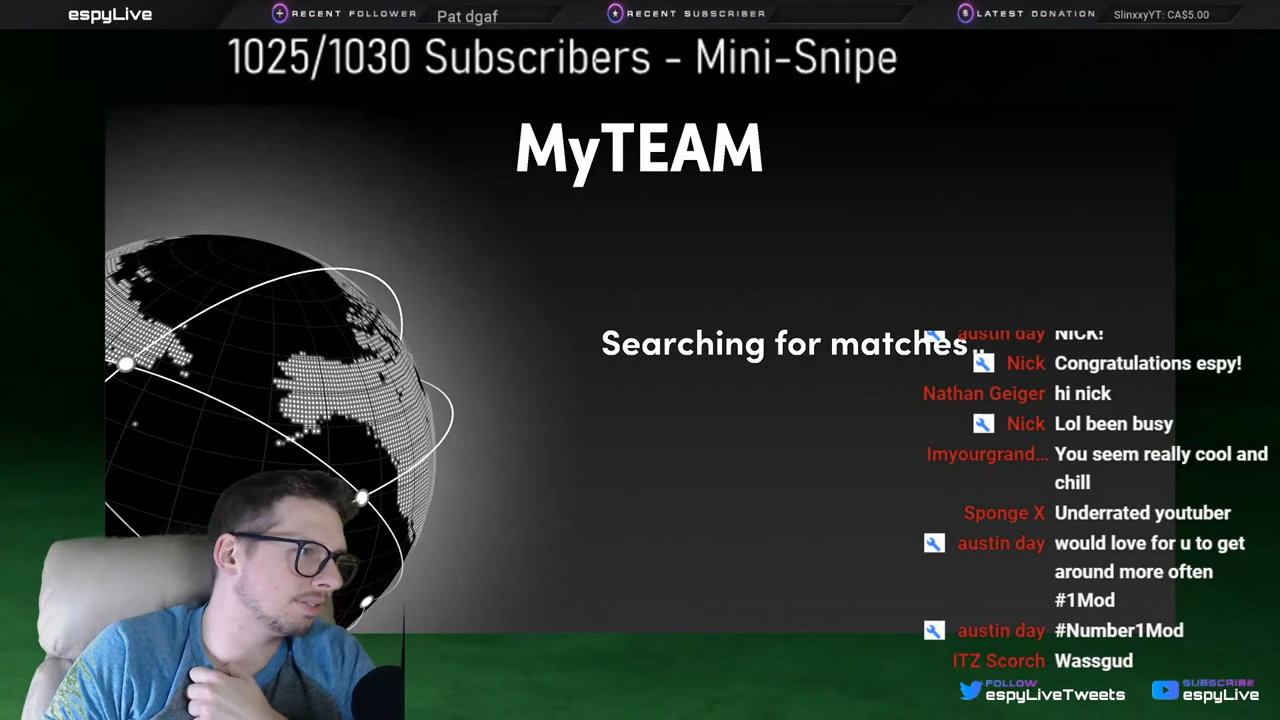 espyLive
RECENT FOLLOWER
Pat dgaf
RECENT SUBSCRIBER
LATEST DONATION
SlinxxyYT: CA$5.00
1025/1030 Subscribers - Mini-Snipe
MyTEAM
Searching for matches..
austin day NICK!
Nick Congratulations espy!
Nathan Geiger hi nick
Nick Lol been busy
Imyourgrand... You seem really cool and
chill
Sponge X Underrated youtuber
austin day would love for u to get
around more often
#1Mod
austin day #Number1Mod
ITZ Scorch Wassgud
FOLLOW
espyLiveTweets
SUBSCRIBE
espyLive